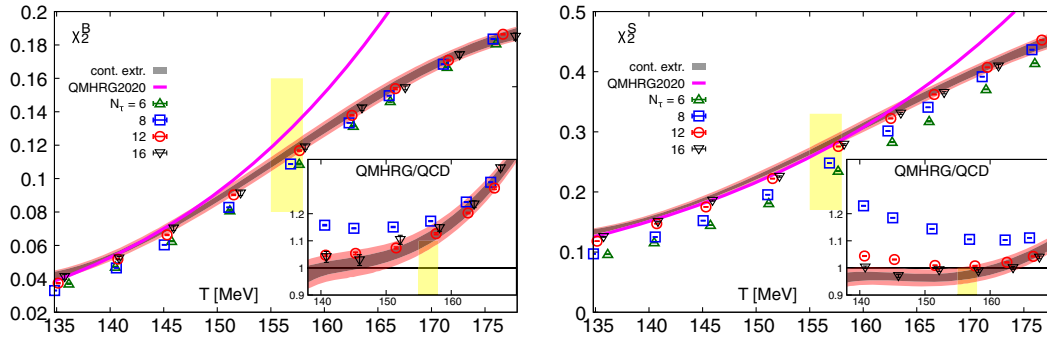 0.2
χ₂ᴮ
0.18
0.16
cont. extr.
QMHRG2020
0.14
Nτ = 6
8
0.12
12
16
0.1
QMHRG/QCD
0.08
1.2
0.06
1.1
0.04
1
0.02
T [MeV]
0.9
140 150 160
0
135 140 145 150 155 160 165 170 175
0.5
χ₂ˢ
0.4
cont. extr.
QMHRG2020
Nτ = 6
0.3
8
12
16
0.2
QMHRG/QCD
1.2
0.1
1.1
1
T [MeV]
0.9
140 150 160
0
135 140 145 150 155 160 165 170 175